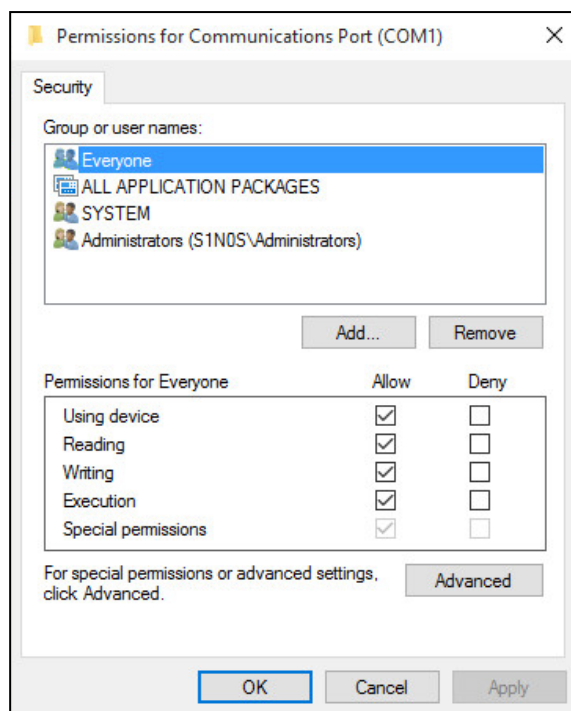 Permissions for Communications Port (COM1)
Security
Group or user names:
Everyone
ALL APPLICATION PACKAGES
SYSTEM
Administrators (S1N0S\Administrators)
Add... Remove
Permissions for Everyone Allow Deny
Using device
Reading
Writing
Execution
Special permissions
For special permissions or advanced settings,
click Advanced.
Advanced
OK Cancel Apply